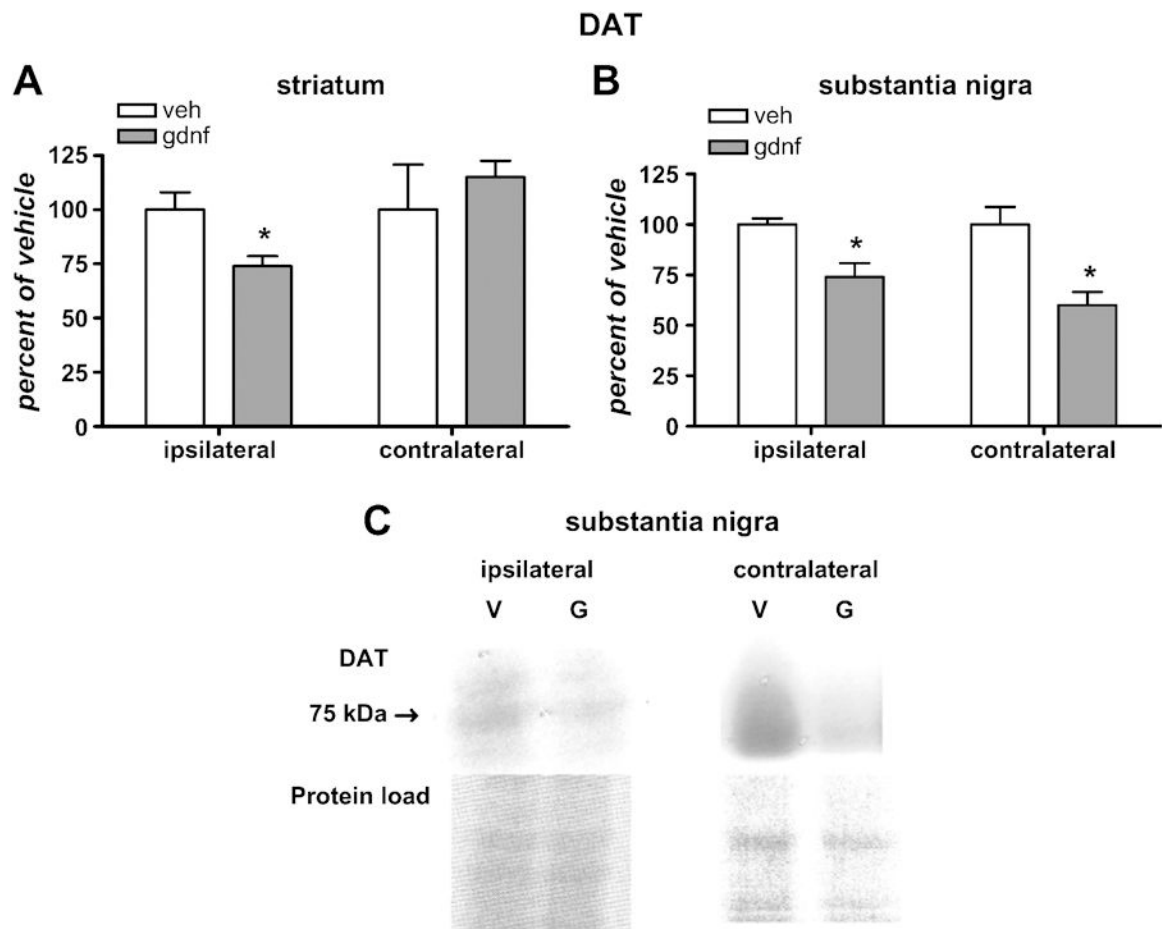 DAT
A
striatum
veh
gdnf
percent of vehicle
125
100
75
50
25
0
*
ipsilateral
contralateral
B
substantia nigra
veh
gdnf
percent of vehicle
125
100
75
50
25
0
*
*
ipsilateral
contralateral
C
substantia nigra
ipsilateral
contralateral
V G V G
DAT
75 kDa →
Protein load